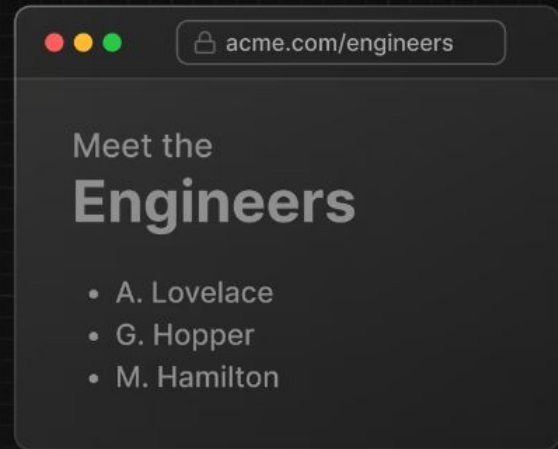 acme.com/engineers
Meet the
Engineers
• A. Lovelace
• G. Hopper
• M. Hamilton